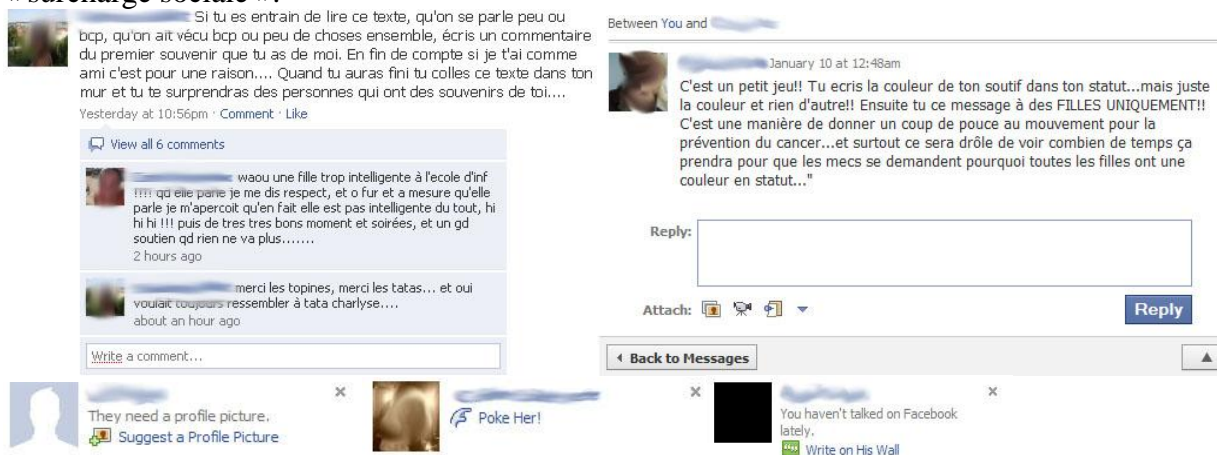 « surcharge sociale ».
Si tu es entrain de lire ce texte, qu'on se parle peu ou
bcp, qu'on ait vécu bcp ou peu de choses ensemble, écris un commentaire
du premier souvenir que tu as de moi. En fin de compte si je t'ai comme
ami c'est pour une raison.... Quand tu auras fini tu colles ce texte dans ton
mur et tu te surprendras des personnes qui ont des souvenirs de toi....
Yesterday at 10:56pm · Comment · Like
View all 6 comments
waou une fille trop intelligente à l'ecole d'inf
!!!! qd elle parle je me dis respect, et o fur et a mesure qu'elle
parle je m'apercoit qu'en fait elle est pas intelligente du tout, hi
hi hi !!! puis de tres tres bons moment et soirées, et un gd
soutien qd rien ne va plus.......
2 hours ago
merci les topines, merci les tatas... et oui
voulait toujours ressembler à tata charlyse....
about an hour ago
Write a comment...
Between You and
January 10 at 12:48am
C'est un petit jeu!! Tu ecris la couleur de ton soutif dans ton statut...mais juste
la couleur et rien d'autre!! Ensuite tu ce message à des FILLES UNIQUEMENT!!
C'est une manière de donner un coup de pouce au mouvement pour la
prévention du cancer...et surtout ce sera drôle de voir combien de temps ça
prendra pour que les mecs se demandent pourquoi toutes les filles ont une
couleur en statut..."
Reply:
Attach:
Reply
Back to Messages
They need a profile picture.
Suggest a Profile Picture
Poke Her!
You haven't talked on Facebook
lately.
Write on His Wall